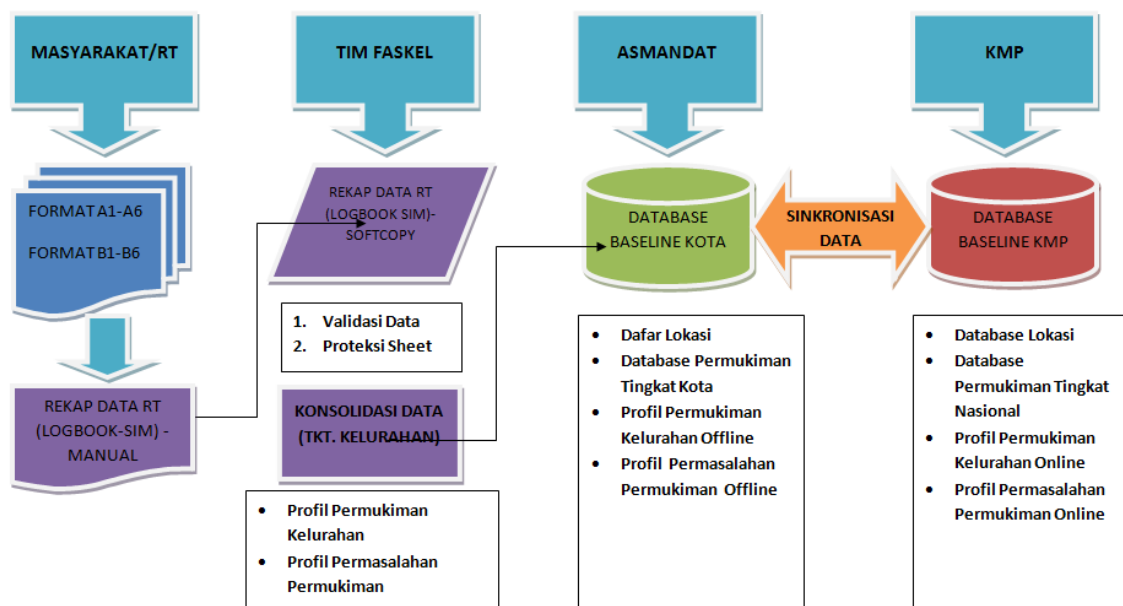 MASYARAKAT/RT
TIM FASKEL
ASMANDAT
KMP
FORMAT A1-A6
FORMAT B1-B6
REKAP DATA RT
(LOGBOOK-SIM) -
MANUAL
REKAP DATA RT
(LOGBOOK SIM)-
SOFTCOPY
1. Validasi Data
2. Proteksi Sheet
KONSOLIDASI DATA
(TKT. KELURAHAN)
• Profil Permukiman
Kelurahan
• Profil Permasalahan
Permukiman
DATABASE
BASELINE KOTA
SINKRONISASI
DATA
DATABASE
BASELINE KMP
• Dafar Lokasi
• Database Permukiman
Tingkat Kota
• Profil Permukiman
Kelurahan Offline
• Profil Permasalahan
Permukiman Offline
• Database Lokasi
• Database
Permukiman Tingkat
Nasional
• Profil Permukiman
Kelurahan Online
• Profil Permasalahan
Permukiman Online